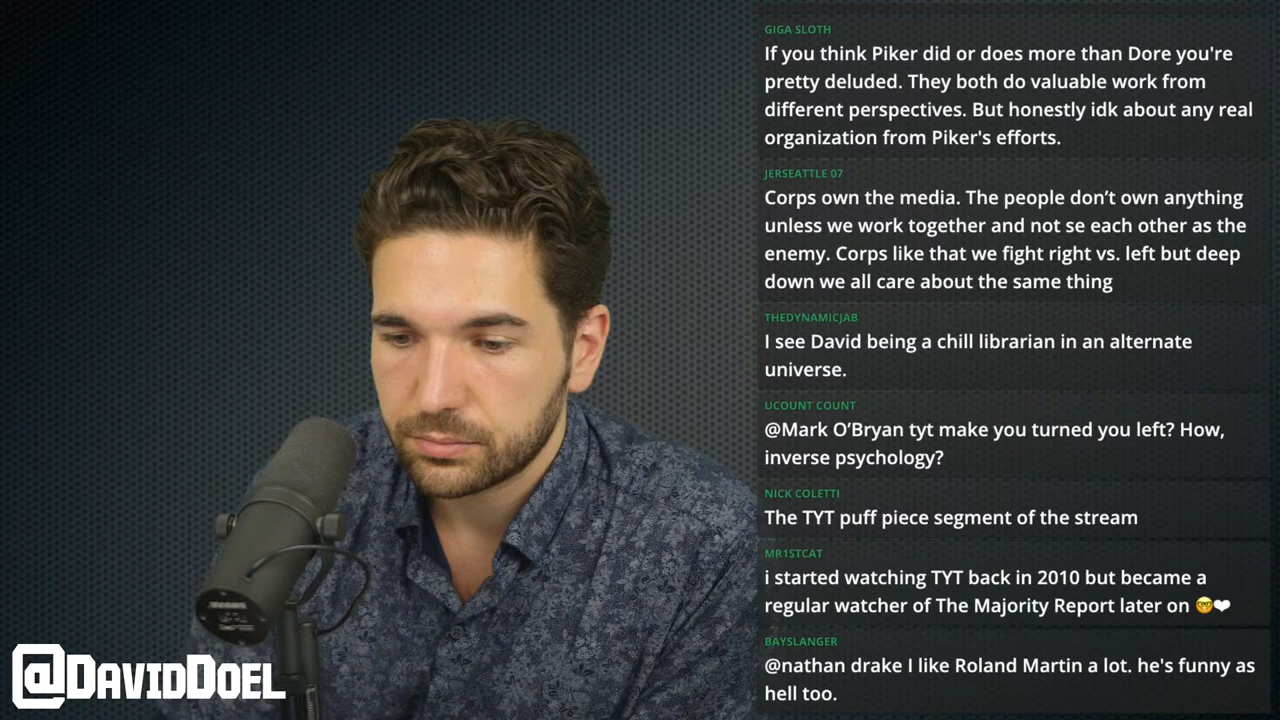 GIGA SLOTH
If you think Piker did or does more than Dore you're
pretty deluded. They both do valuable work from
different perspectives. But honestly idk about any real
organization from Piker's efforts.
JERSEATTLE 07
Corps own the media. The people don’t own anything
unless we work together and not se each other as the
enemy. Corps like that we fight right vs. left but deep
down we all care about the same thing
THEDYNAMICJAB
I see David being a chill librarian in an alternate
universe.
UCOUNT COUNT
@Mark O’Bryan tyt make you turned you left? How,
inverse psychology?
NICK COLETTI
The TYT puff piece segment of the stream
MR1STCAT
i started watching TYT back in 2010 but became a
regular watcher of The Majority Report later on 🤓❤
BAYSLANGER
@nathan drake I like Roland Martin a lot. he's funny as
hell too.
@DAVIDDOEL